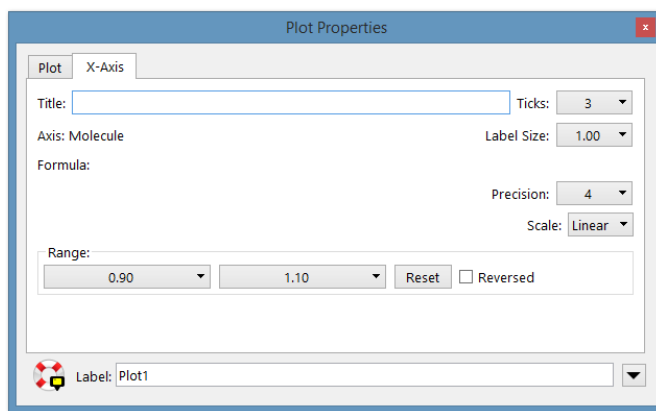 Plot Properties
x
Plot X-Axis
Title: Ticks: 3
Axis: Molecule Label Size: 1.00
Formula:
Precision: 4
Scale: Linear
Range:
0.90 1.10 Reset Reversed
Label: Plot1